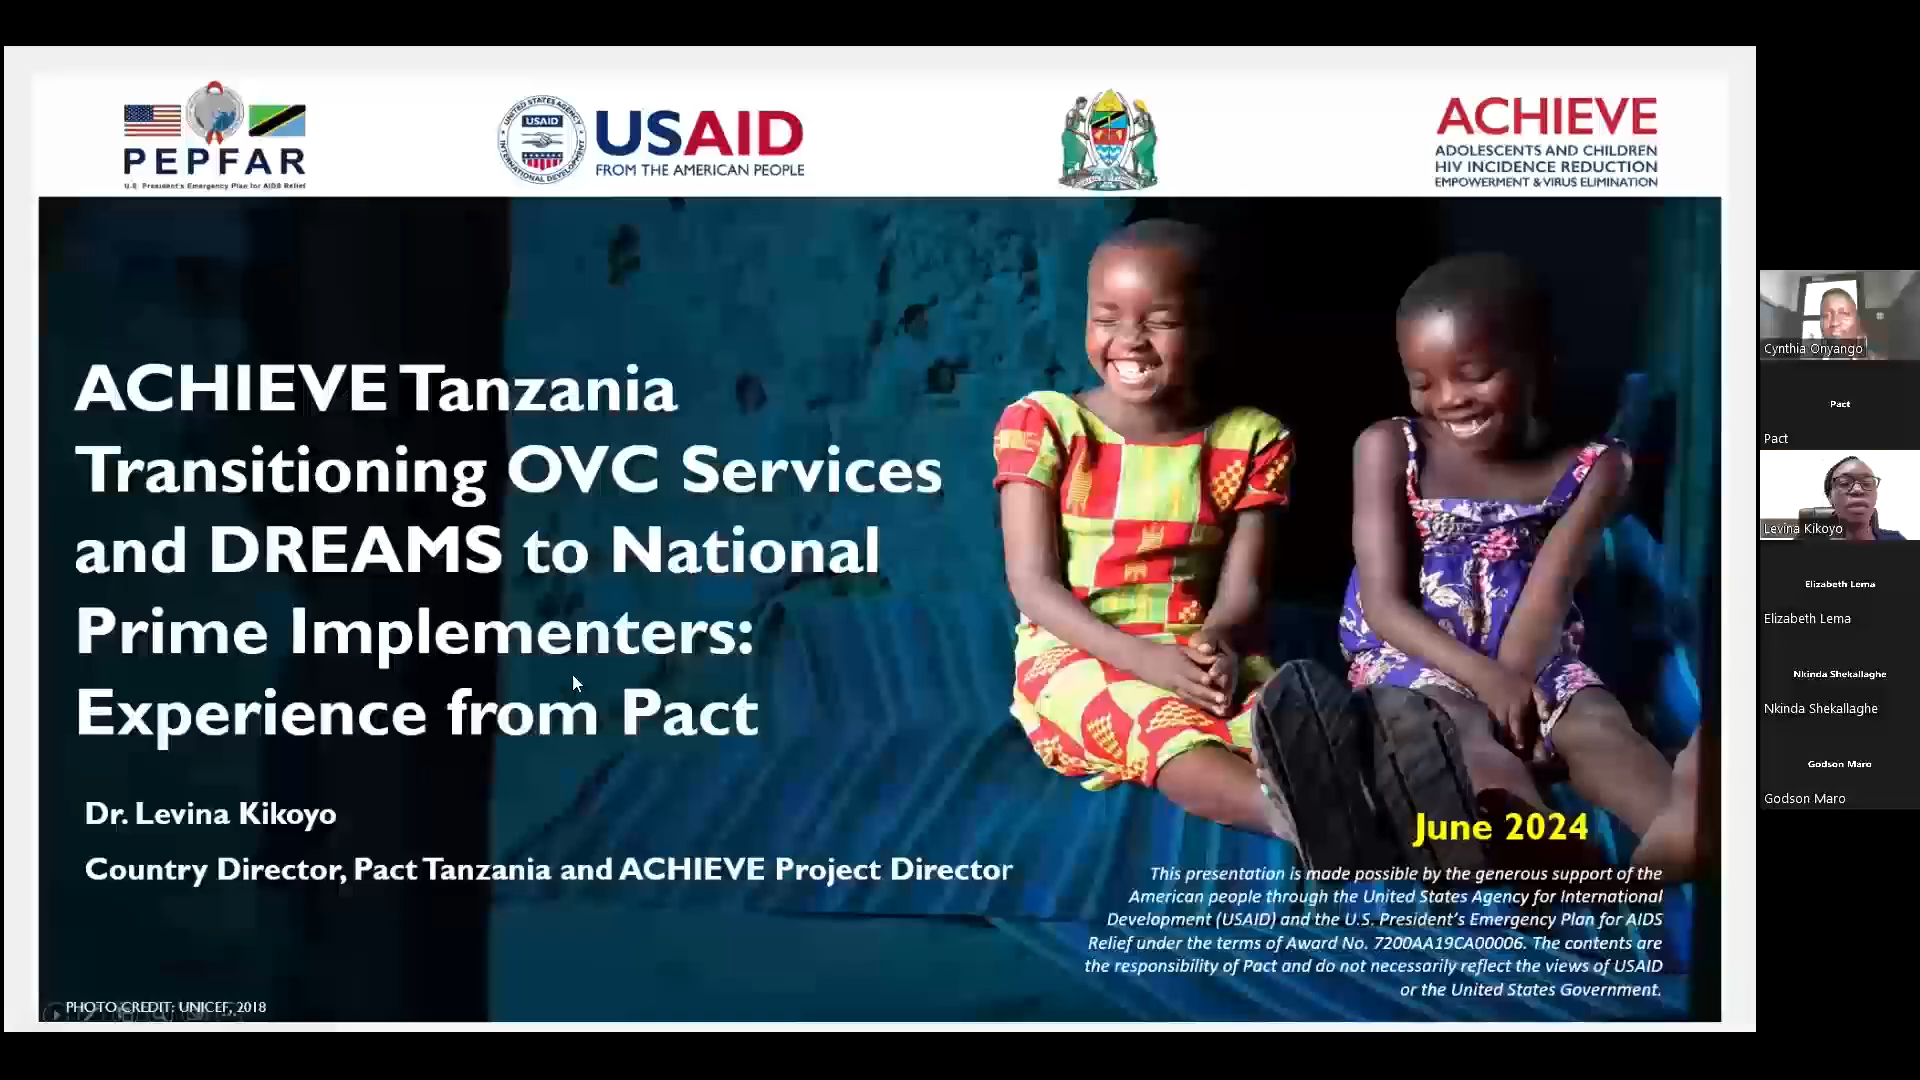 PEPFAR
U.S. President's Emergency Plan for AIDS Relief
UNITED STATES AGENCY
USAID
INTERNATIONAL DEVELOPMENT
USAID
FROM THE AMERICAN PEOPLE
ACHIEVE
ADOLESCENTS AND CHILDREN
HIV INCIDENCE REDUCTION
EMPOWERMENT & VIRUS ELIMINATION
ACHIEVE Tanzania
Transitioning OVC Services
and DREAMS to National
Prime Implementers:
Experience from Pact
Dr. Levina Kikoyo
Country Director, Pact Tanzania and ACHIEVE Project Director
June 2024
This presentation is made possible by the generous support of the
American people through the United States Agency for International
Development (USAID) and the U.S. President's Emergency Plan for AIDS
Relief under the terms of Award No. 7200AA19CA00006. The contents are
the responsibility of Pact and do not necessarily reflect the views of USAID
or the United States Government.
PHOTO CREDIT: UNICEF, 2018
Cynthia Onyango
Pact
Pact
Levina Kikoyo
Elizabeth Lema
Elizabeth Lema
Nkinda Shekallaghe
Nkinda Shekallaghe
Godson Maro
Godson Maro